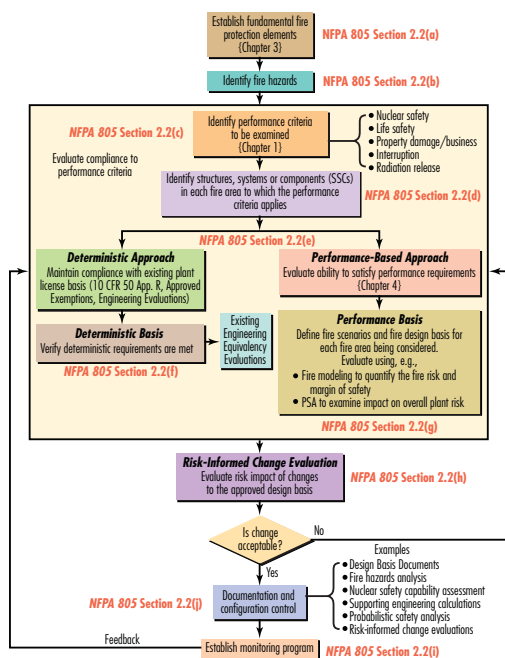 Establish fundamental fire
protection elements
{Chapter 3}
NFPA 805 Section 2.2(a)
Identify fire hazards
NFPA 805 Section 2.2(b)
NFPA 805 Section 2.2(c)
Identify performance criteria
to be examined
{Chapter 1}
• Nuclear safety
• Life safety
• Property damage/business
• Interruption
• Radiation release
Evaluate compliance to
performance criteria
Identify structures, systems or components (SSCs)
in each fire area to which the performance
criteria applies
NFPA 805 Section 2.2(d)
NFPA 805 Section 2.2(e)
Deterministic Approach
Maintain compliance with existing plant
license basis (10 CFR 50 App. R, Approved
Exemptions, Engineering Evaluations)
Performance-Based Approach
Evaluate ability to satisfy performance requirements
{Chapter 4}
Deterministic Basis
Verify deterministic requirements are met
NFPA 805 Section 2.2(f)
Existing
Engineering
Equivalency
Evaluations
Performance Basis
Define fire scenarios and fire design basis for
each fire area being considered.
Evaluate using, e.g.,
• Fire modeling to quantify the fire risk and
margin of safety
• PSA to examine impact on overall plant risk
NFPA 805 Section 2.2(g)
Risk-Informed Change Evaluation
Evaluate risk impact of changes
to the approved design basis
NFPA 805 Section 2.2(h)
Is change
acceptable?
No
Yes
Examples
• Design Basis Documents
• Fire hazards analysis
• Nuclear safety capability assessment
• Supporting engineering calculations
• Probabilistic safety analysis
• Risk-informed change evaluations
NFPA 805 Section 2.2(j)
Documentation and
configuration control
Feedback
Establish monitoring program
NFPA 805 Section 2.2(i)